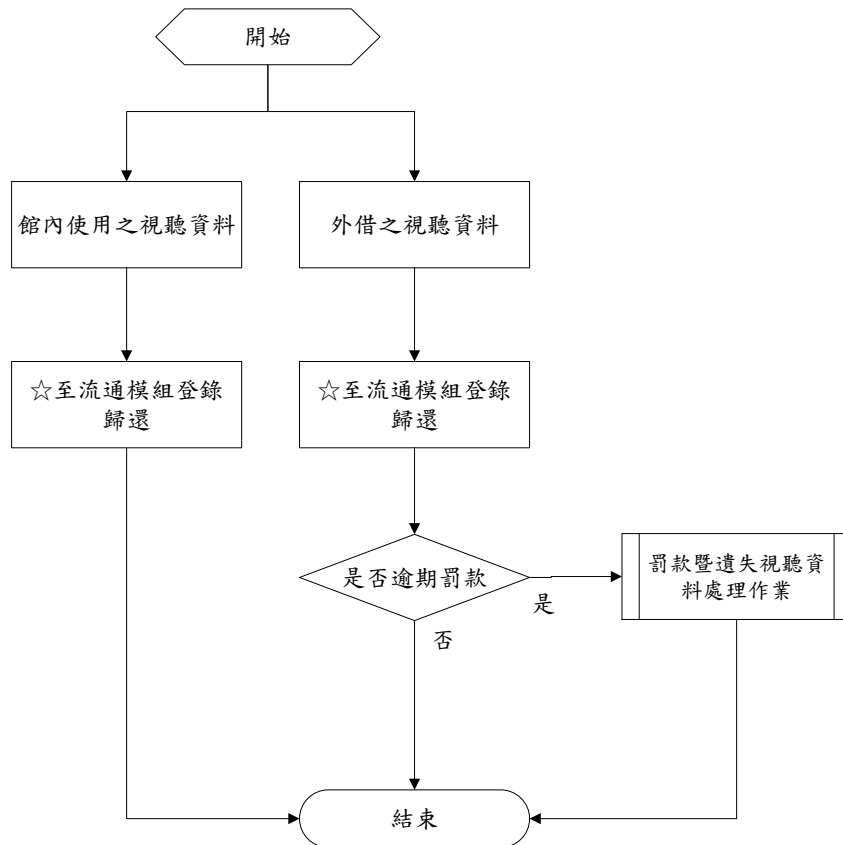 開始
館內使用之視聽資料
外借之視聽資料
☆至流通模組登錄
歸還
☆至流通模組登錄
歸還
是否逾期罰款
是
罰款暨遺失視聽資
料處理作業
否
結束